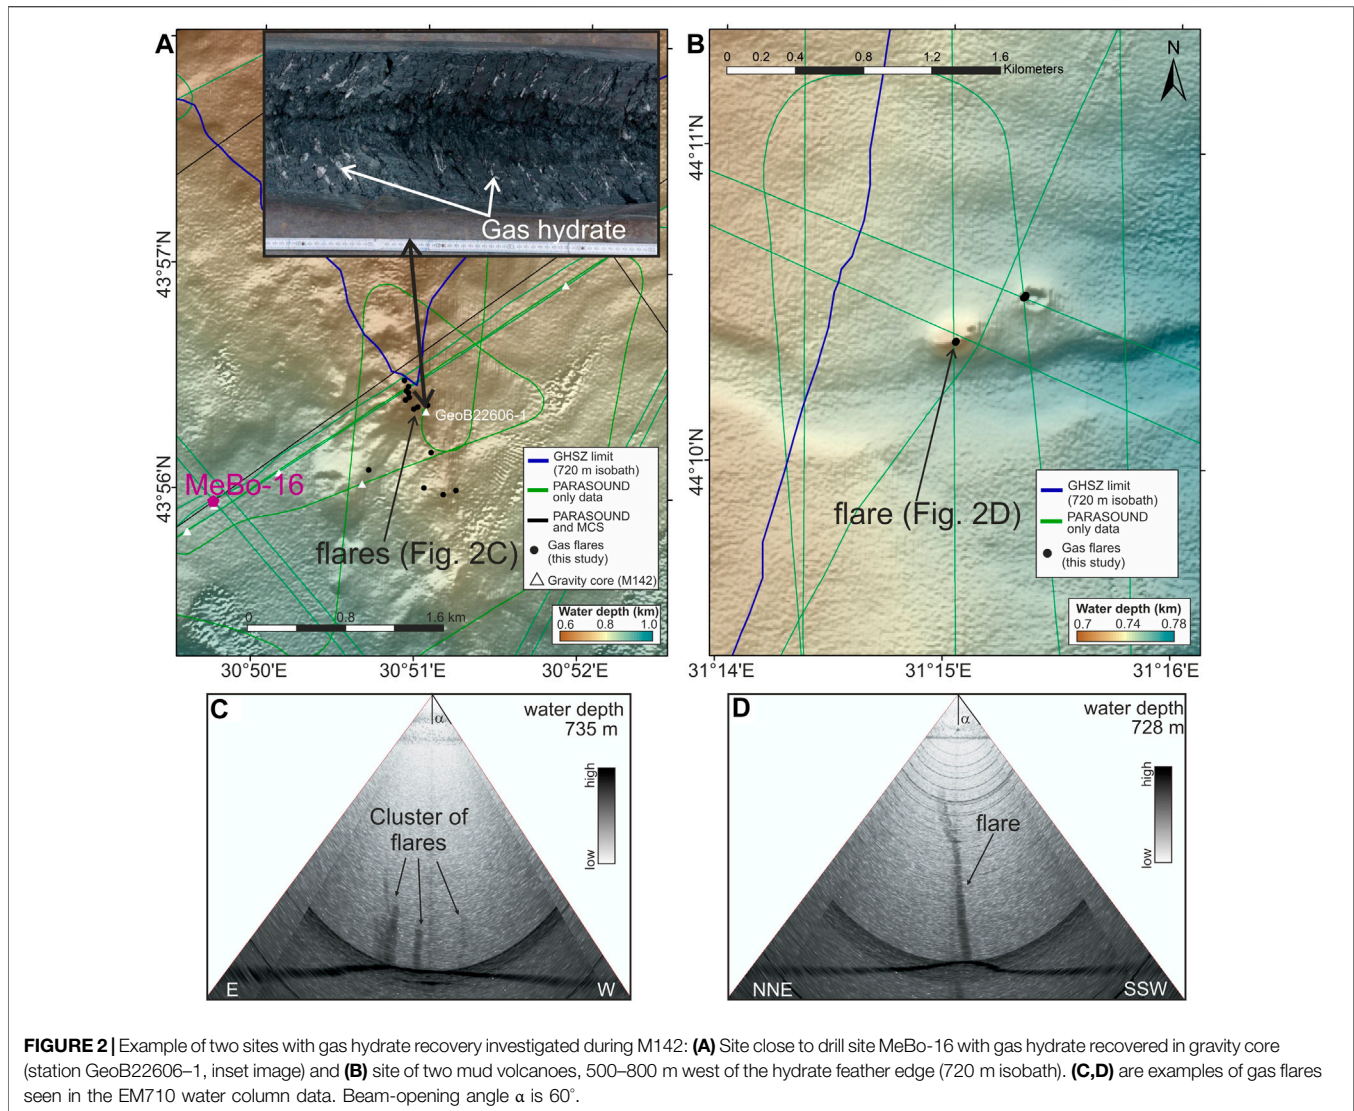 A
Gas hydrate
43°57'N
43°56'N
GeoB22606-1
MeBo-16
flares (Fig. 2C)
GHSZ limit
(720 m isobath)
PARASOUND
only data
PARASOUND
and MCS
Gas flares
(this study)
Gravity core (M142)
0 0.8 1.6 km
Water depth (km)
0.6 0.8 1.0
30°50'E 30°51'E 30°52'E
B
0 0.2 0.4 0.8 1.2 1.6
Kilometers
N
44°11'N
44°10'N
flare (Fig. 2D)
GHSZ limit
(720 m isobath)
PARASOUND
only data
Gas flares
(this study)
Water depth (km)
0.7 0.74 0.78
31°14'E 31°15'E 31°16'E
C
α
water depth
735 m
high
low
Cluster of
flares
E W
D
α
water depth
728 m
high
low
flare
NNE SSW
FIGURE 2 | Example of two sites with gas hydrate recovery investigated during M142: (A) Site close to drill site MeBo-16 with gas hydrate recovered in gravity core
(station GeoB22606–1, inset image) and (B) site of two mud volcanoes, 500–800 m west of the hydrate feather edge (720 m isobath). (C,D) are examples of gas flares
seen in the EM710 water column data. Beam-opening angle α is 60°.